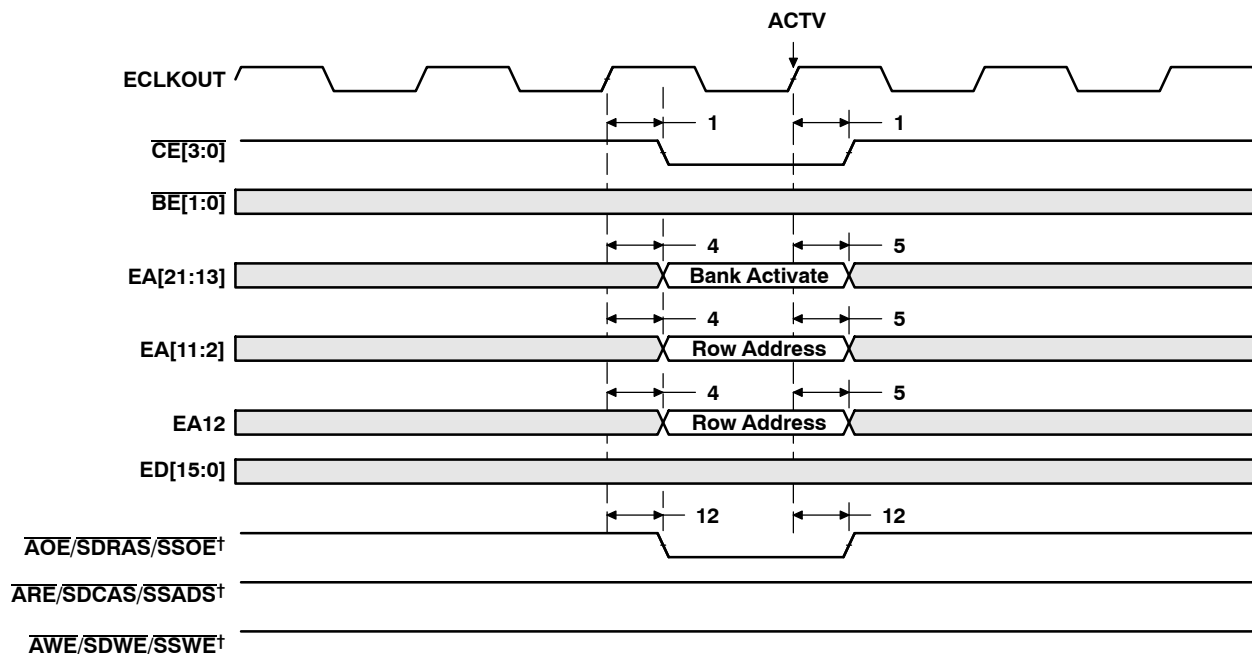 ACTV
ECLKOUT
1 1
CE[3:0]
BE[1:0]
4 5
EA[21:13] Bank Activate
4 5
EA[11:2] Row Address
4 5
EA12 Row Address
ED[15:0]
12 12
AOE/SDRAS/SSOE†
ARE/SDCAS/SSADS†
AWE/SDWE/SSWE†